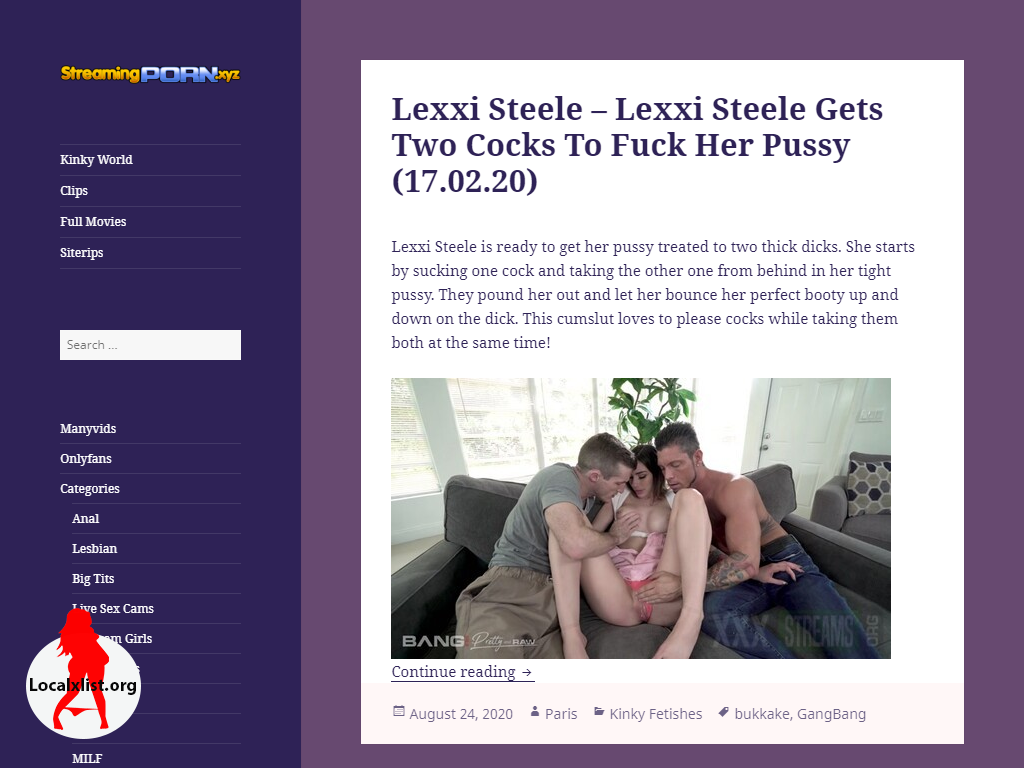 StreamingPORN.xyz
Kinky World
Clips
Full Movies
Siterips
Search ...
Manyvids
Onlyfans
Categories
Anal
Lesbian
Big Tits
Live Sex Cams
Girls
Localxlist.org
MILF
Lexxi Steele – Lexxi Steele Gets
Two Cocks To Fuck Her Pussy
(17.02.20)
Lexxi Steele is ready to get her pussy treated to two thick dicks. She starts
by sucking one cock and taking the other one from behind in her tight
pussy. They pound her out and let her bounce her perfect booty up and
down on the dick. This cumslut loves to please cocks while taking them
both at the same time!
BANG! Pretty and RAW
XXX STREAMS .ORG
Continue reading →
August 24, 2020 Paris Kinky Fetishes bukkake, GangBang